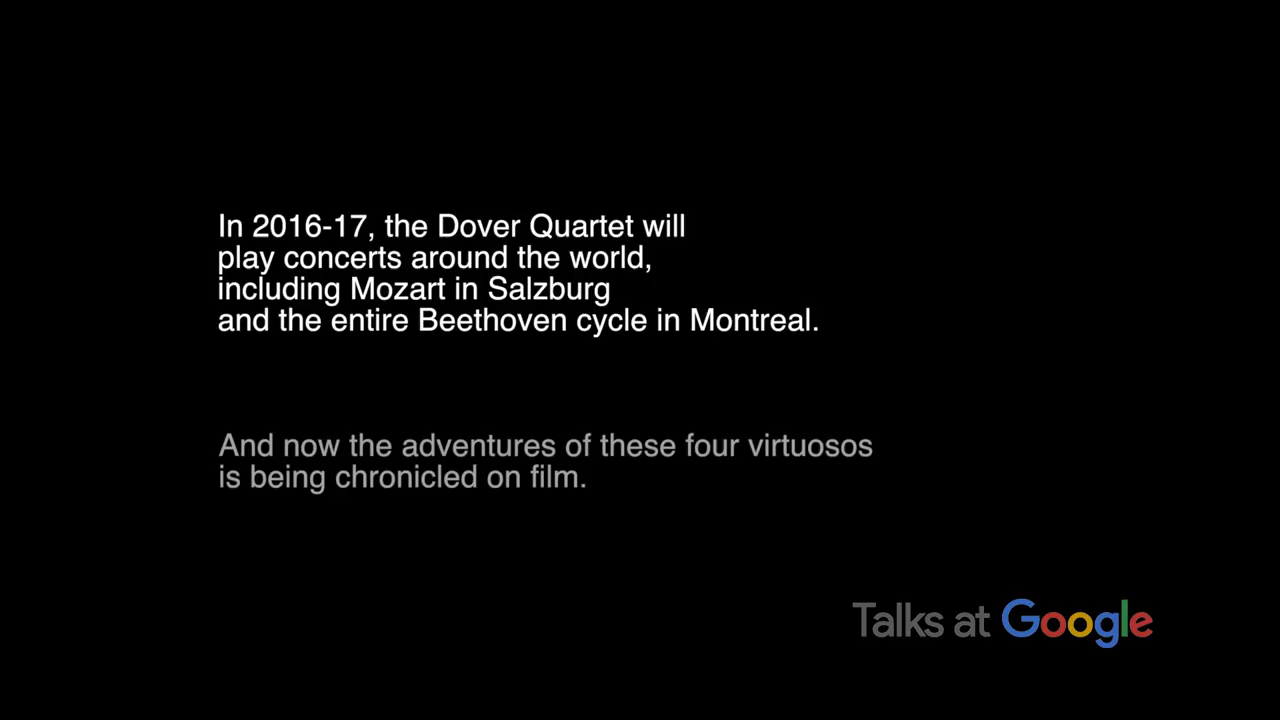 In 2016-17, the Dover Quartet will
play concerts around the world,
including Mozart in Salzburg
and the entire Beethoven cycle in Montreal.
And now the adventures of these four virtuosos
is being chronicled on film.
Talks at Google